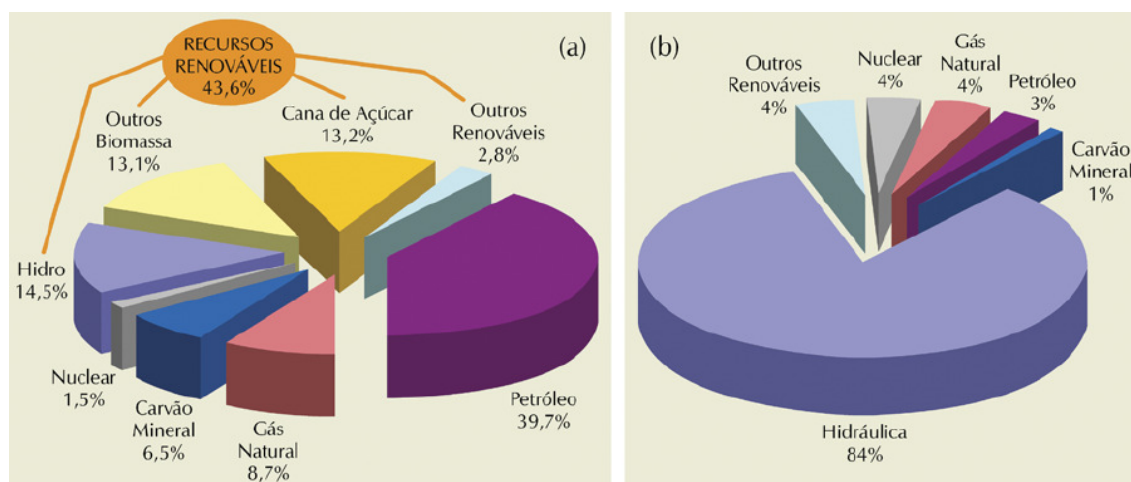 RECURSOS
RENOVÁVEIS
43,6%
(a)
Outros
Biomassa
13,1%
Cana de Açúcar
13,2%
Outros
Renováveis
2,8%
Hidro
14,5%
Nuclear
1,5%
Carvão
Mineral
6,5%
Gás
Natural
8,7%
Petróleo
39,7%
(b)
Outros
Renováveis
4%
Nuclear
4%
Gás
Natural
4%
Petróleo
3%
Carvão
Mineral
1%
Hidráulica
84%